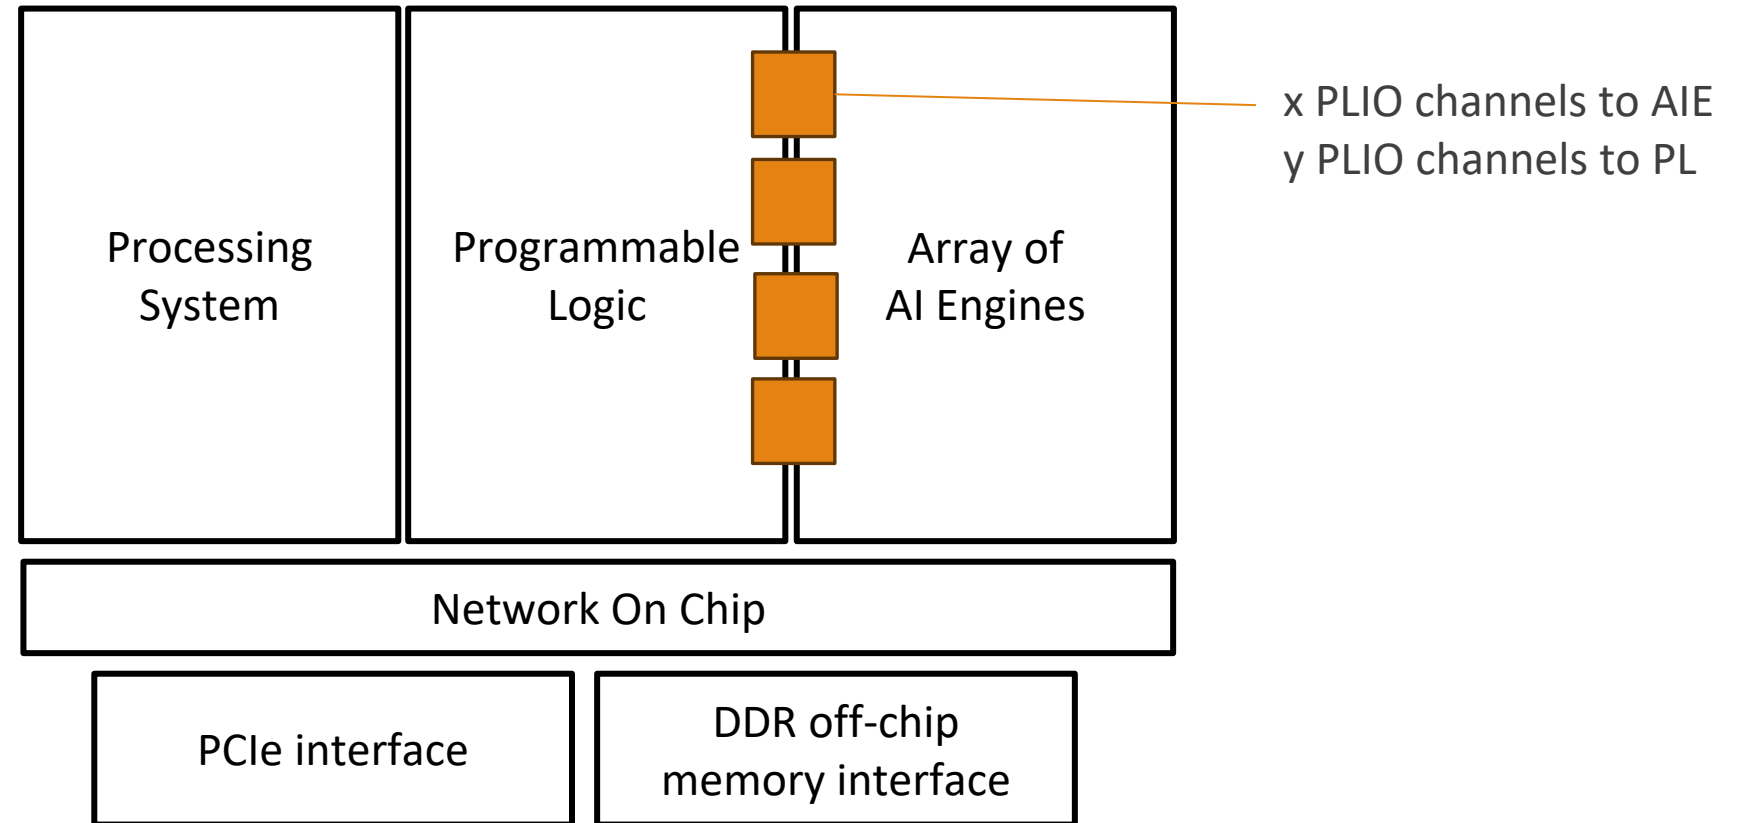 Processing
System
Programmable
Logic
Array of
AI Engines
x PLIO channels to AIE
y PLIO channels to PL
Network On Chip
PCIe interface
DDR off-chip
memory interface